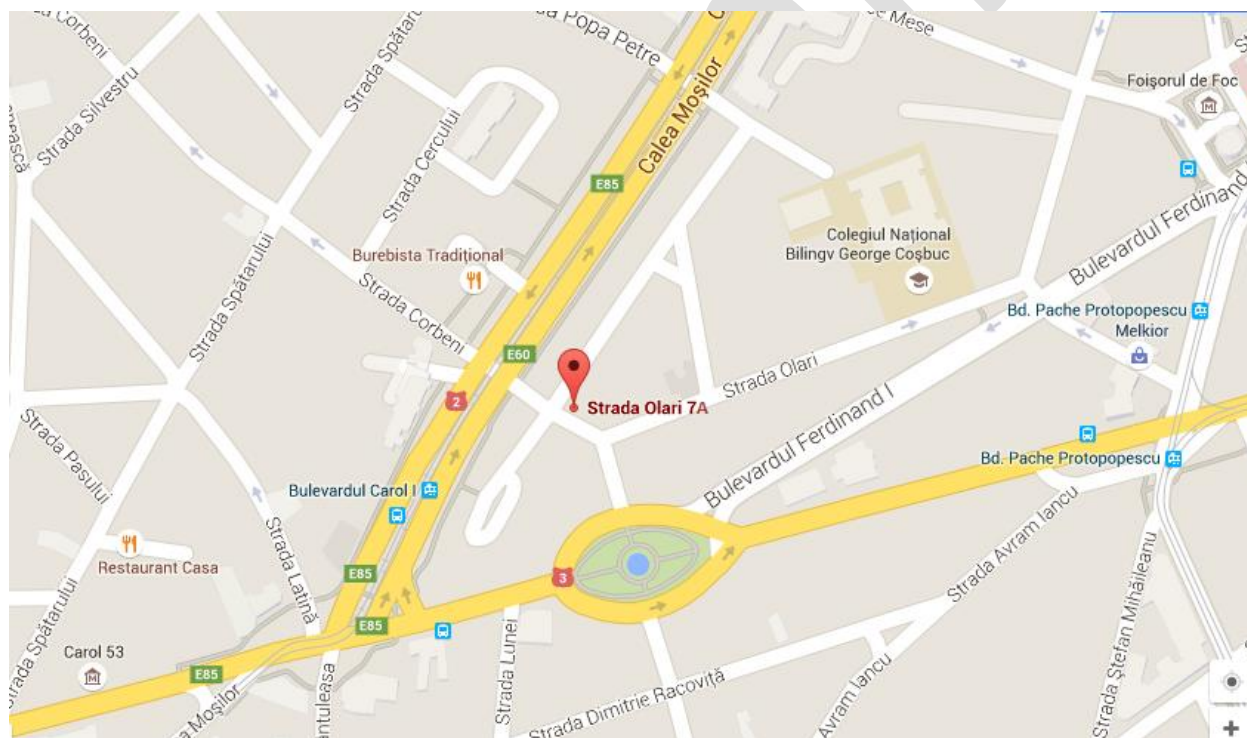 Corbeni
Strada Silvestru
Strada Spătarului
Popa Petre
Calea Moșilor
de Mese
Foișorul de Foc
Strada Cercului
E85
Colegiul Național
Bilingv George Coșbuc
Bulevardul Ferdinand
Burebista Tradițional
Strada Spătarului
Strada Corbeni
Bd. Pache Protopopescu
Melkior
E60
Strada Olari
2
Strada Olari 7A
Strada Pasului
Bulevardul Ferdinand I
Bd. Pache Protopopescu
Bulevardul Carol I
Strada Avram Iancu
Restaurant Casa
Strada Latină
E85
3
Strada Spătarului
E85
Strada Lunei
Strada Ștefan Mihăileanu
Carol 53
E85
Moșilor
antuleasa
Strada Dimitrie Racoviță
Avram Iancu
+